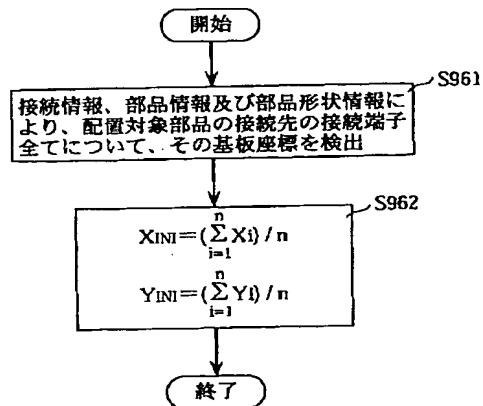 開始
S961
接続情報、部品情報及び部品形状情報に
より、配置対象部品の接続先の接続端子
全てについて、その基板座標を検出
S962
XINI=(∑Xi)/n
n
i=1
YINI=(∑Yi)/n
n
i=1
終了